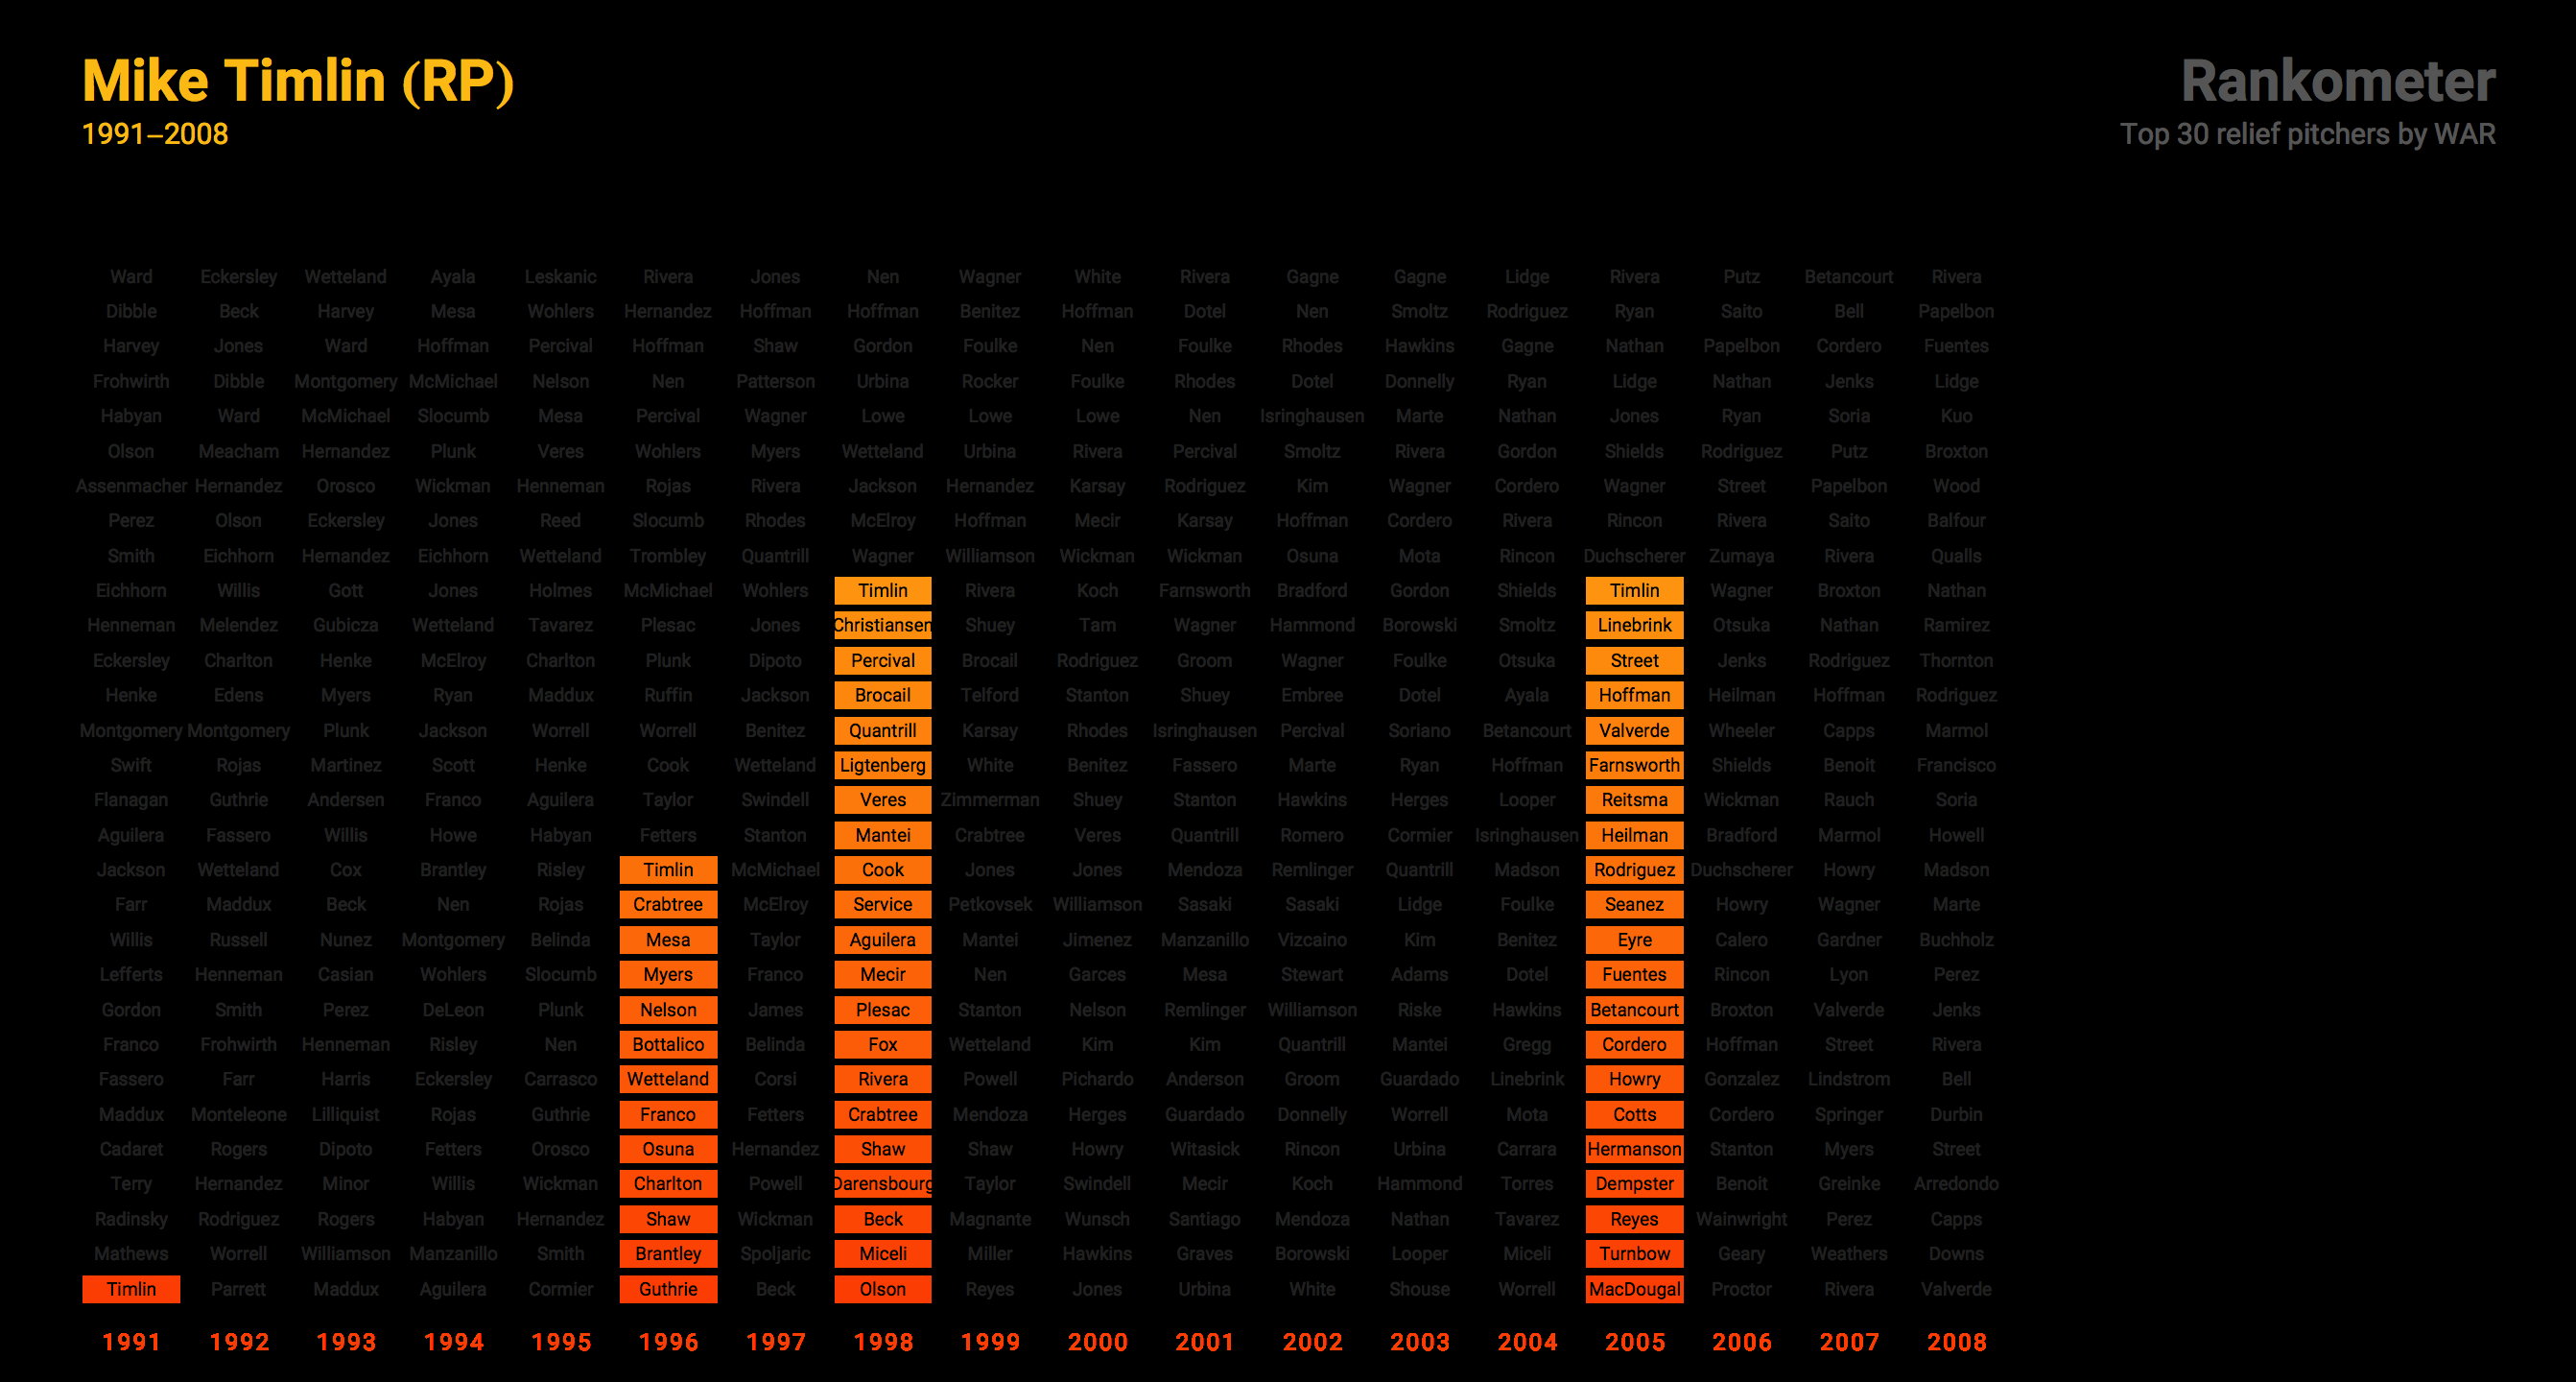 Mike Timlin (RP)
1991–2008
Rankometer
Top 30 relief pitchers by WAR
Ward Eckersley Wetteland Ayala Leskanic Rivera Jones Nen Wagner White Rivera Gagne Gagne Lidge Rivera Putz Betancourt Rivera
Dibble Beck Harvey Mesa Wohlers Hernandez Hoffman Hoffman Benitez Hoffman Dotel Nen Smoltz Rodriguez Ryan Saito Bell Papelbon
Harvey Jones Ward Hoffman Percival Hoffman Shaw Gordon Foulke Nen Foulke Rhodes Hawkins Gagne Nathan Papelbon Cordero Fuentes
Frohwirth Dibble Montgomery McMichael Nelson Nen Patterson Urbina Rocker Foulke Rhodes Dotel Donnelly Ryan Lidge Nathan Jenks Lidge
Habyan Ward McMichael Slocumb Mesa Percival Wagner Lowe Lowe Lowe Nen Isringhausen Marte Nathan Jones Ryan Soria Kuo
Olson Meacham Hernandez Plunk Veres Wohlers Myers Wetteland Urbina Rivera Percival Smoltz Rivera Gordon Shields Rodriguez Putz Broxton
Assenmacher Hernandez Orosco Wickman Henneman Rojas Rivera Jackson Hernandez Karsay Rodriguez Kim Wagner Cordero Wagner Street Papelbon Wood
Perez Olson Eckersley Jones Reed Slocumb Rhodes McElroy Hoffman Mecir Karsay Hoffman Cordero Rivera Rincon Rivera Saito Balfour
Smith Eichhorn Hernandez Eichhorn Wetteland Trombley Quantrill Wagner Williamson Wickman Wickman Osuna Mota Rincon Duchscherer Zumaya Rivera Qualls
Eichhorn Willis Gott Jones Holmes McMichael Wohlers Timlin Rivera Koch Farnsworth Bradford Gordon Shields Timlin Wagner Broxton Nathan
Henneman Melendez Gubicza Wetteland Tavarez Plesac Jones Christiansen Shuey Tam Wagner Hammond Borowski Smoltz Linebrink Otsuka Nathan Ramirez
Eckersley Charlton Henke McElroy Charlton Plunk Dipoto Percival Brocail Rodriguez Groom Wagner Foulke Otsuka Street Jenks Rodriguez Thornton
Henke Edens Myers Ryan Maddux Ruffin Jackson Brocail Telford Stanton Shuey Embree Dotel Ayala Hoffman Heilman Hoffman Rodriguez
Montgomery Montgomery Plunk Jackson Worrell Worrell Benitez Quantrill Karsay Rhodes Isringhausen Percival Soriano Betancourt Valverde Wheeler Capps Marmol
Swift Rojas Martinez Scott Henke Cook Wetteland Ligtenberg White Benitez Fassero Marte Ryan Hoffman Farnsworth Shields Benoit Francisco
Flanagan Guthrie Andersen Franco Aguilera Taylor Swindell Veres Zimmerman Shuey Stanton Hawkins Herges Looper Reitsma Wickman Rauch Soria
Aguilera Fassero Willis Howe Habyan Fetters Stanton Mantei Crabtree Veres Quantrill Romero Cormier Isringhausen Heilman Bradford Marmol Howell
Jackson Wetteland Cox Brantley Risley Timlin McMichael Cook Jones Jones Mendoza Remlinger Quantrill Madson Rodriguez Duchscherer Howry Madson
Farr Maddux Beck Nen Rojas Crabtree McElroy Service Petkovsek Williamson Sasaki Sasaki Lidge Foulke Seanez Howry Wagner Marte
Willis Russell Nunez Montgomery Belinda Mesa Taylor Aguilera Mantei Jimenez Manzanillo Vizcaino Kim Benitez Eyre Calero Gardner Buchholz
Lefferts Henneman Casian Wohlers Slocumb Myers Franco Mecir Nen Garces Mesa Stewart Adams Dotel Fuentes Rincon Lyon Perez
Gordon Smith Perez DeLeon Plunk Nelson James Plesac Stanton Nelson Remlinger Williamson Riske Hawkins Betancourt Broxton Valverde Jenks
Franco Frohwirth Henneman Risley Nen Bottalico Belinda Fox Wetteland Kim Kim Quantrill Mantei Gregg Cordero Hoffman Street Rivera
Fassero Farr Harris Eckersley Carrasco Wetteland Corsi Rivera Powell Pichardo Anderson Groom Guardado Linebrink Howry Gonzalez Lindstrom Bell
Maddux Monteleone Lilliquist Rojas Guthrie Franco Fetters Crabtree Mendoza Herges Guardado Donnelly Worrell Mota Cotts Cordero Springer Durbin
Cadaret Rogers Dipoto Fetters Orosco Osuna Hernandez Shaw Shaw Howry Witasick Rincon Urbina Carrara Hermanson Stanton Myers Street
Terry Hernandez Minor Willis Wickman Charlton Powell Darensbourg Taylor Swindell Mecir Koch Hammond Torres Dempster Benoit Greinke Arredondo
Radinsky Rodriguez Rogers Habyan Hernandez Shaw Wickman Beck Magnante Wunsch Santiago Mendoza Nathan Tavarez Reyes Wainwright Perez Capps
Mathews Worrell Williamson Manzanillo Smith Brantley Spoljaric Miceli Miller Hawkins Graves Borowski Looper Miceli Turnbow Geary Weathers Downs
Timlin Parrett Maddux Aguilera Cormier Guthrie Beck Olson Reyes Jones Urbina White Shouse Worrell MacDougal Proctor Rivera Valverde
1991 1992 1993 1994 1995 1996 1997 1998 1999 2000 2001 2002 2003 2004 2005 2006 2007 2008